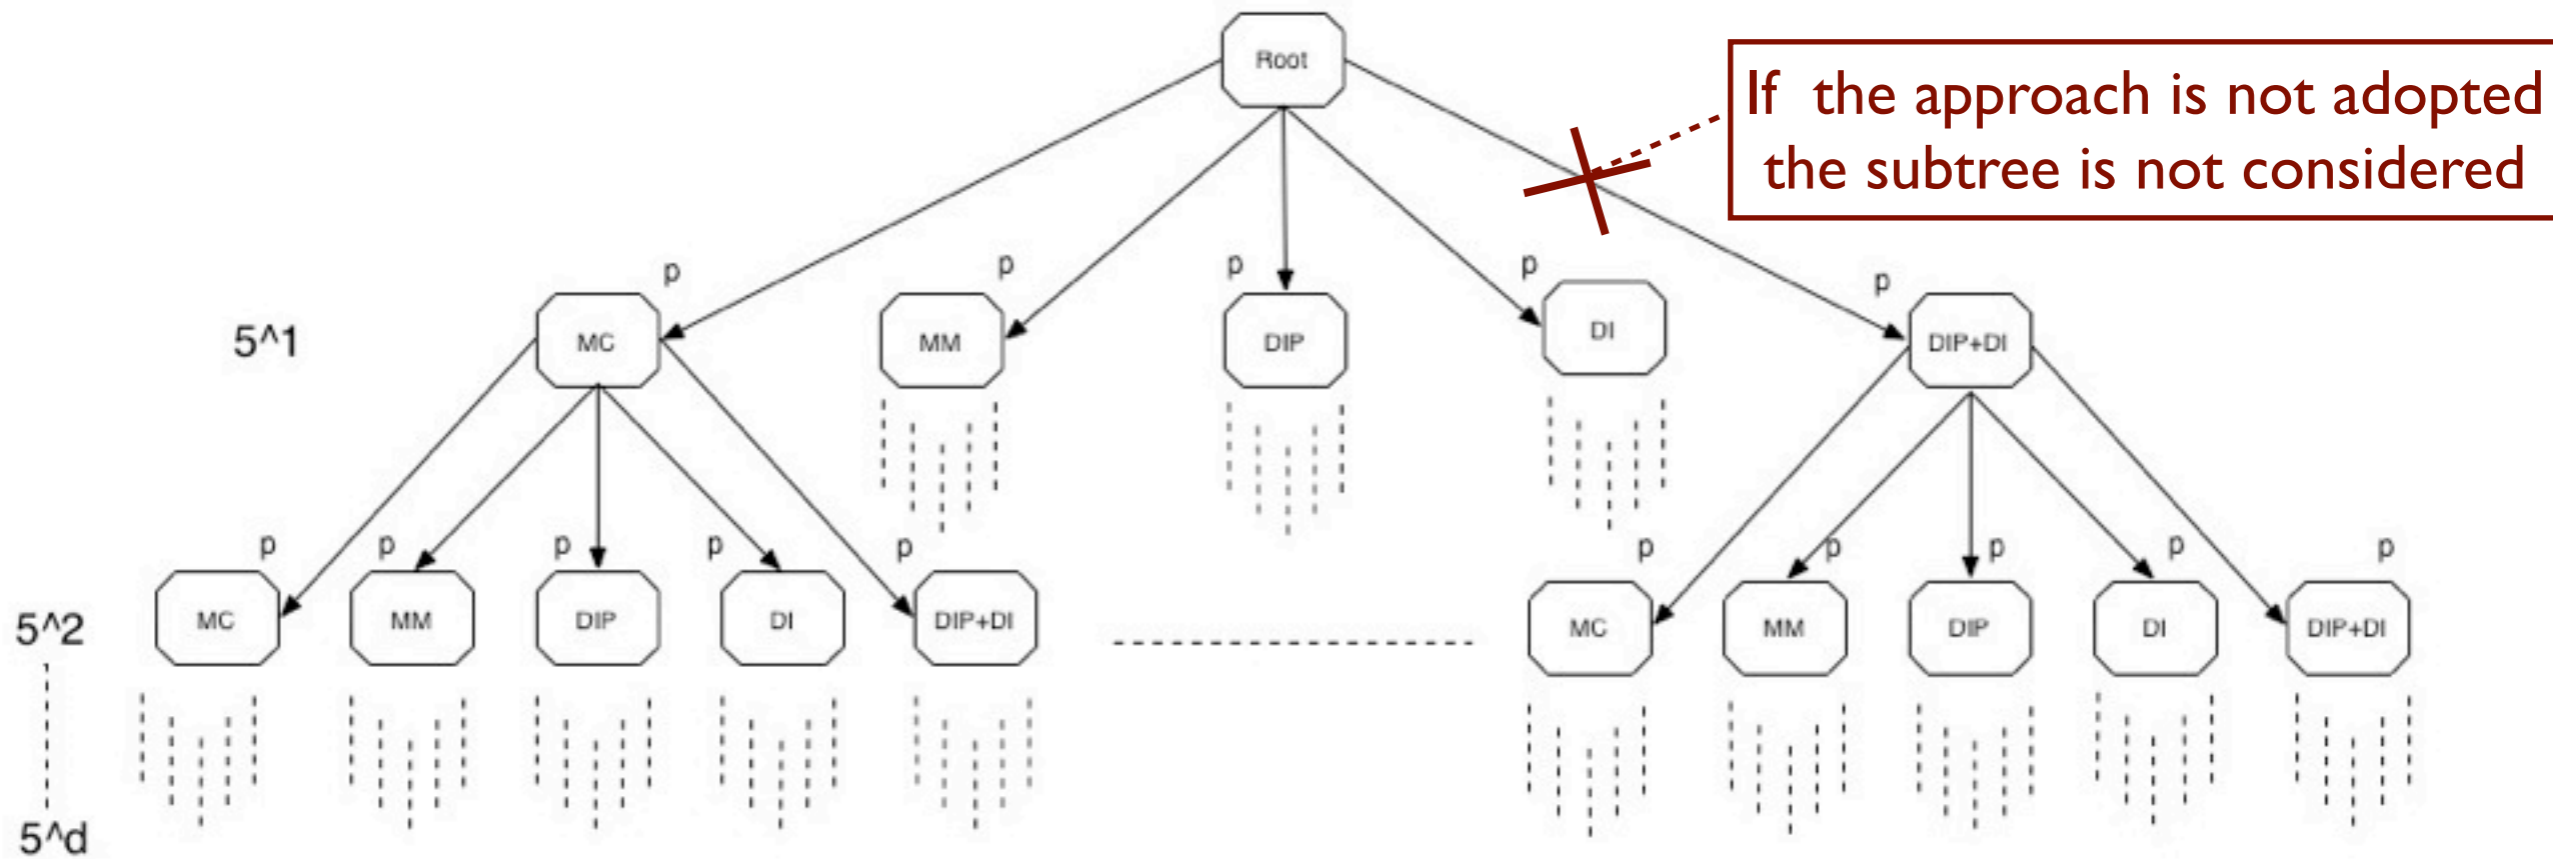 Root
If the approach is not adopted
the subtree is not considered
p
p
p
p
p
5^1
MC
MM
DIP
DI
DIP+DI
p
p
p
p
p
p
p
p
p
p
5^2
MC
MM
DIP
DI
DIP+DI
MC
MM
DIP
DI
DIP+DI
5^d